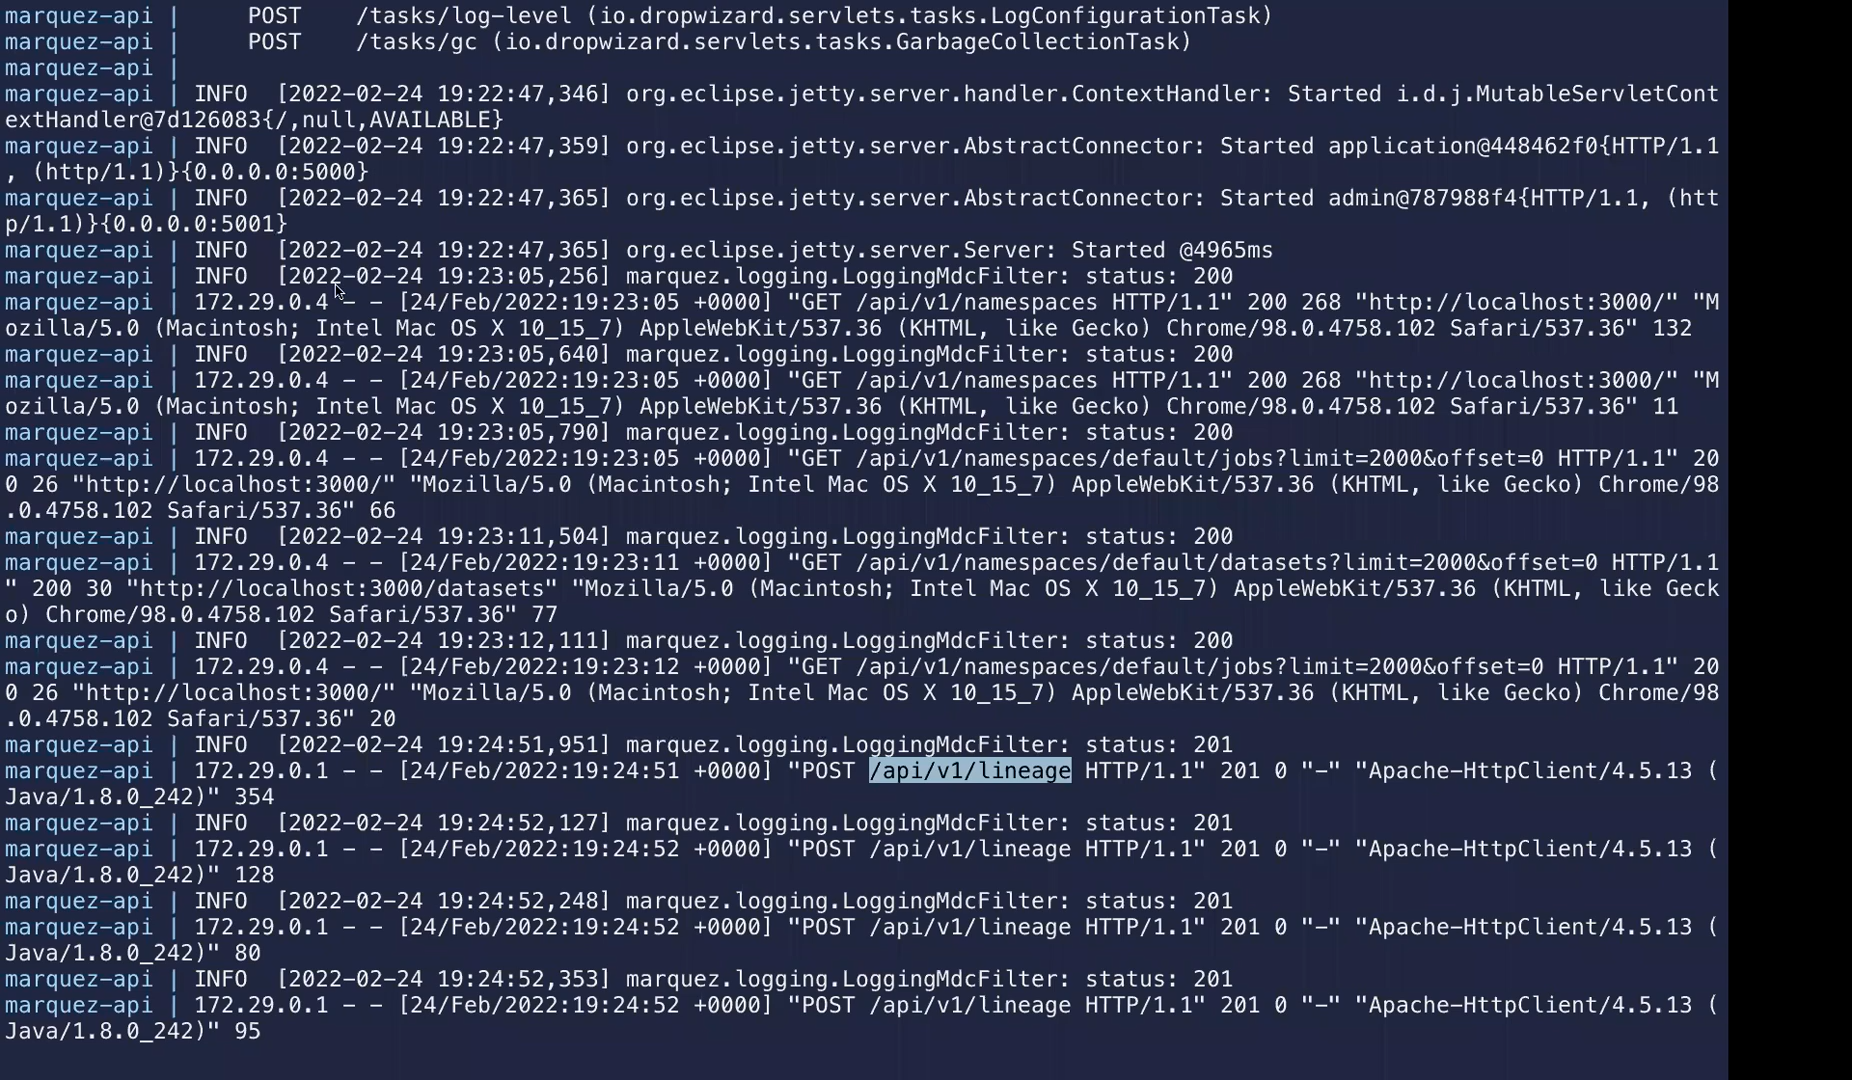 marquez-api |     POST    /tasks/log-level (io.dropwizard.servlets.tasks.LogConfigurationTask)
marquez-api |     POST    /tasks/gc (io.dropwizard.servlets.tasks.GarbageCollectionTask)
marquez-api |
marquez-api | INFO  [2022-02-24 19:22:47,346] org.eclipse.jetty.server.handler.ContextHandler: Started i.d.j.MutableServletCont
extHandler@7d126083{/,null,AVAILABLE}
marquez-api | INFO  [2022-02-24 19:22:47,359] org.eclipse.jetty.server.AbstractConnector: Started application@448462f0{HTTP/1.1
, (http/1.1)}{0.0.0.0:5000}
marquez-api | INFO  [2022-02-24 19:22:47,365] org.eclipse.jetty.server.AbstractConnector: Started admin@787988f4{HTTP/1.1, (htt
p/1.1)}{0.0.0.0:5001}
marquez-api | INFO  [2022-02-24 19:22:47,365] org.eclipse.jetty.server.Server: Started @4965ms
marquez-api | INFO  [2022-02-24 19:23:05,256] marquez.logging.LoggingMdcFilter: status: 200
marquez-api | 172.29.0.4 - - [24/Feb/2022:19:23:05 +0000] "GET /api/v1/namespaces HTTP/1.1" 200 268 "http://localhost:3000/" "M
ozilla/5.0 (Macintosh; Intel Mac OS X 10_15_7) AppleWebKit/537.36 (KHTML, like Gecko) Chrome/98.0.4758.102 Safari/537.36" 132
marquez-api | INFO  [2022-02-24 19:23:05,640] marquez.logging.LoggingMdcFilter: status: 200
marquez-api | 172.29.0.4 - - [24/Feb/2022:19:23:05 +0000] "GET /api/v1/namespaces HTTP/1.1" 200 268 "http://localhost:3000/" "M
ozilla/5.0 (Macintosh; Intel Mac OS X 10_15_7) AppleWebKit/537.36 (KHTML, like Gecko) Chrome/98.0.4758.102 Safari/537.36" 11
marquez-api | INFO  [2022-02-24 19:23:05,790] marquez.logging.LoggingMdcFilter: status: 200
marquez-api | 172.29.0.4 - - [24/Feb/2022:19:23:05 +0000] "GET /api/v1/namespaces/default/jobs?limit=2000&offset=0 HTTP/1.1" 20
0 26 "http://localhost:3000/" "Mozilla/5.0 (Macintosh; Intel Mac OS X 10_15_7) AppleWebKit/537.36 (KHTML, like Gecko) Chrome/98
.0.4758.102 Safari/537.36" 66
marquez-api | INFO  [2022-02-24 19:23:11,504] marquez.logging.LoggingMdcFilter: status: 200
marquez-api | 172.29.0.4 - - [24/Feb/2022:19:23:11 +0000] "GET /api/v1/namespaces/default/datasets?limit=2000&offset=0 HTTP/1.1
" 200 30 "http://localhost:3000/datasets" "Mozilla/5.0 (Macintosh; Intel Mac OS X 10_15_7) AppleWebKit/537.36 (KHTML, like Geck
o) Chrome/98.0.4758.102 Safari/537.36" 77
marquez-api | INFO  [2022-02-24 19:23:12,111] marquez.logging.LoggingMdcFilter: status: 200
marquez-api | 172.29.0.4 - - [24/Feb/2022:19:23:12 +0000] "GET /api/v1/namespaces/default/jobs?limit=2000&offset=0 HTTP/1.1" 20
0 26 "http://localhost:3000/" "Mozilla/5.0 (Macintosh; Intel Mac OS X 10_15_7) AppleWebKit/537.36 (KHTML, like Gecko) Chrome/98
.0.4758.102 Safari/537.36" 20
marquez-api | INFO  [2022-02-24 19:24:51,951] marquez.logging.LoggingMdcFilter: status: 201
marquez-api | 172.29.0.1 - - [24/Feb/2022:19:24:51 +0000] "POST /api/v1/lineage HTTP/1.1" 201 0 "-" "Apache-HttpClient/4.5.13 (
Java/1.8.0_242)" 354
marquez-api | INFO  [2022-02-24 19:24:52,127] marquez.logging.LoggingMdcFilter: status: 201
marquez-api | 172.29.0.1 - - [24/Feb/2022:19:24:52 +0000] "POST /api/v1/lineage HTTP/1.1" 201 0 "-" "Apache-HttpClient/4.5.13 (
Java/1.8.0_242)" 128
marquez-api | INFO  [2022-02-24 19:24:52,248] marquez.logging.LoggingMdcFilter: status: 201
marquez-api | 172.29.0.1 - - [24/Feb/2022:19:24:52 +0000] "POST /api/v1/lineage HTTP/1.1" 201 0 "-" "Apache-HttpClient/4.5.13 (
Java/1.8.0_242)" 80
marquez-api | INFO  [2022-02-24 19:24:52,353] marquez.logging.LoggingMdcFilter: status: 201
marquez-api | 172.29.0.1 - - [24/Feb/2022:19:24:52 +0000] "POST /api/v1/lineage HTTP/1.1" 201 0 "-" "Apache-HttpClient/4.5.13 (
Java/1.8.0_242)" 95